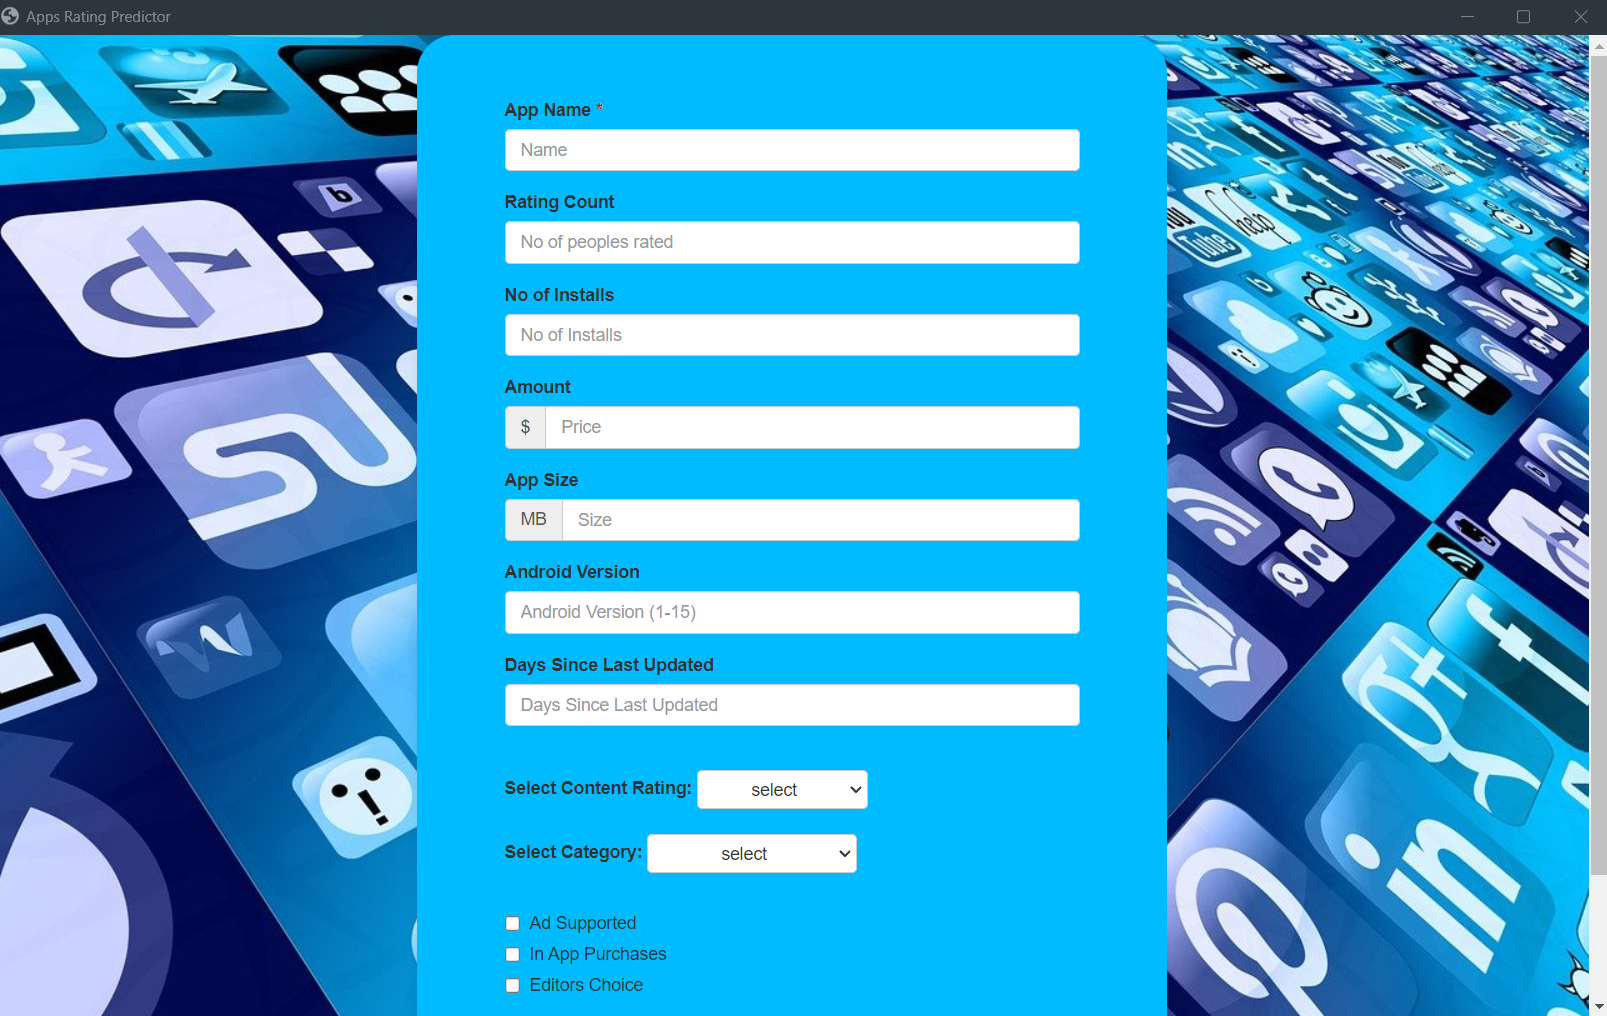 Apps Rating Predictor
App Name *
Name
Rating Count
No of peoples rated
No of Installs
No of Installs
Amount
$ Price
App Size
MB Size
Android Version
Android Version (1-15)
Days Since Last Updated
Days Since Last Updated
Select Content Rating: select
Select Category: select
Ad Supported
In App Purchases
Editors Choice
b
help
in